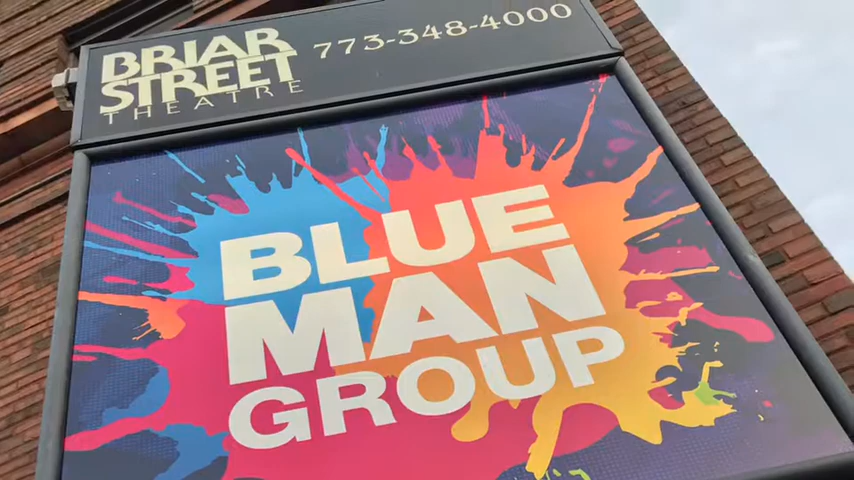 BRIAR
STREET
THEATRE
773-348-4000
BLUE
MAN
GROUP